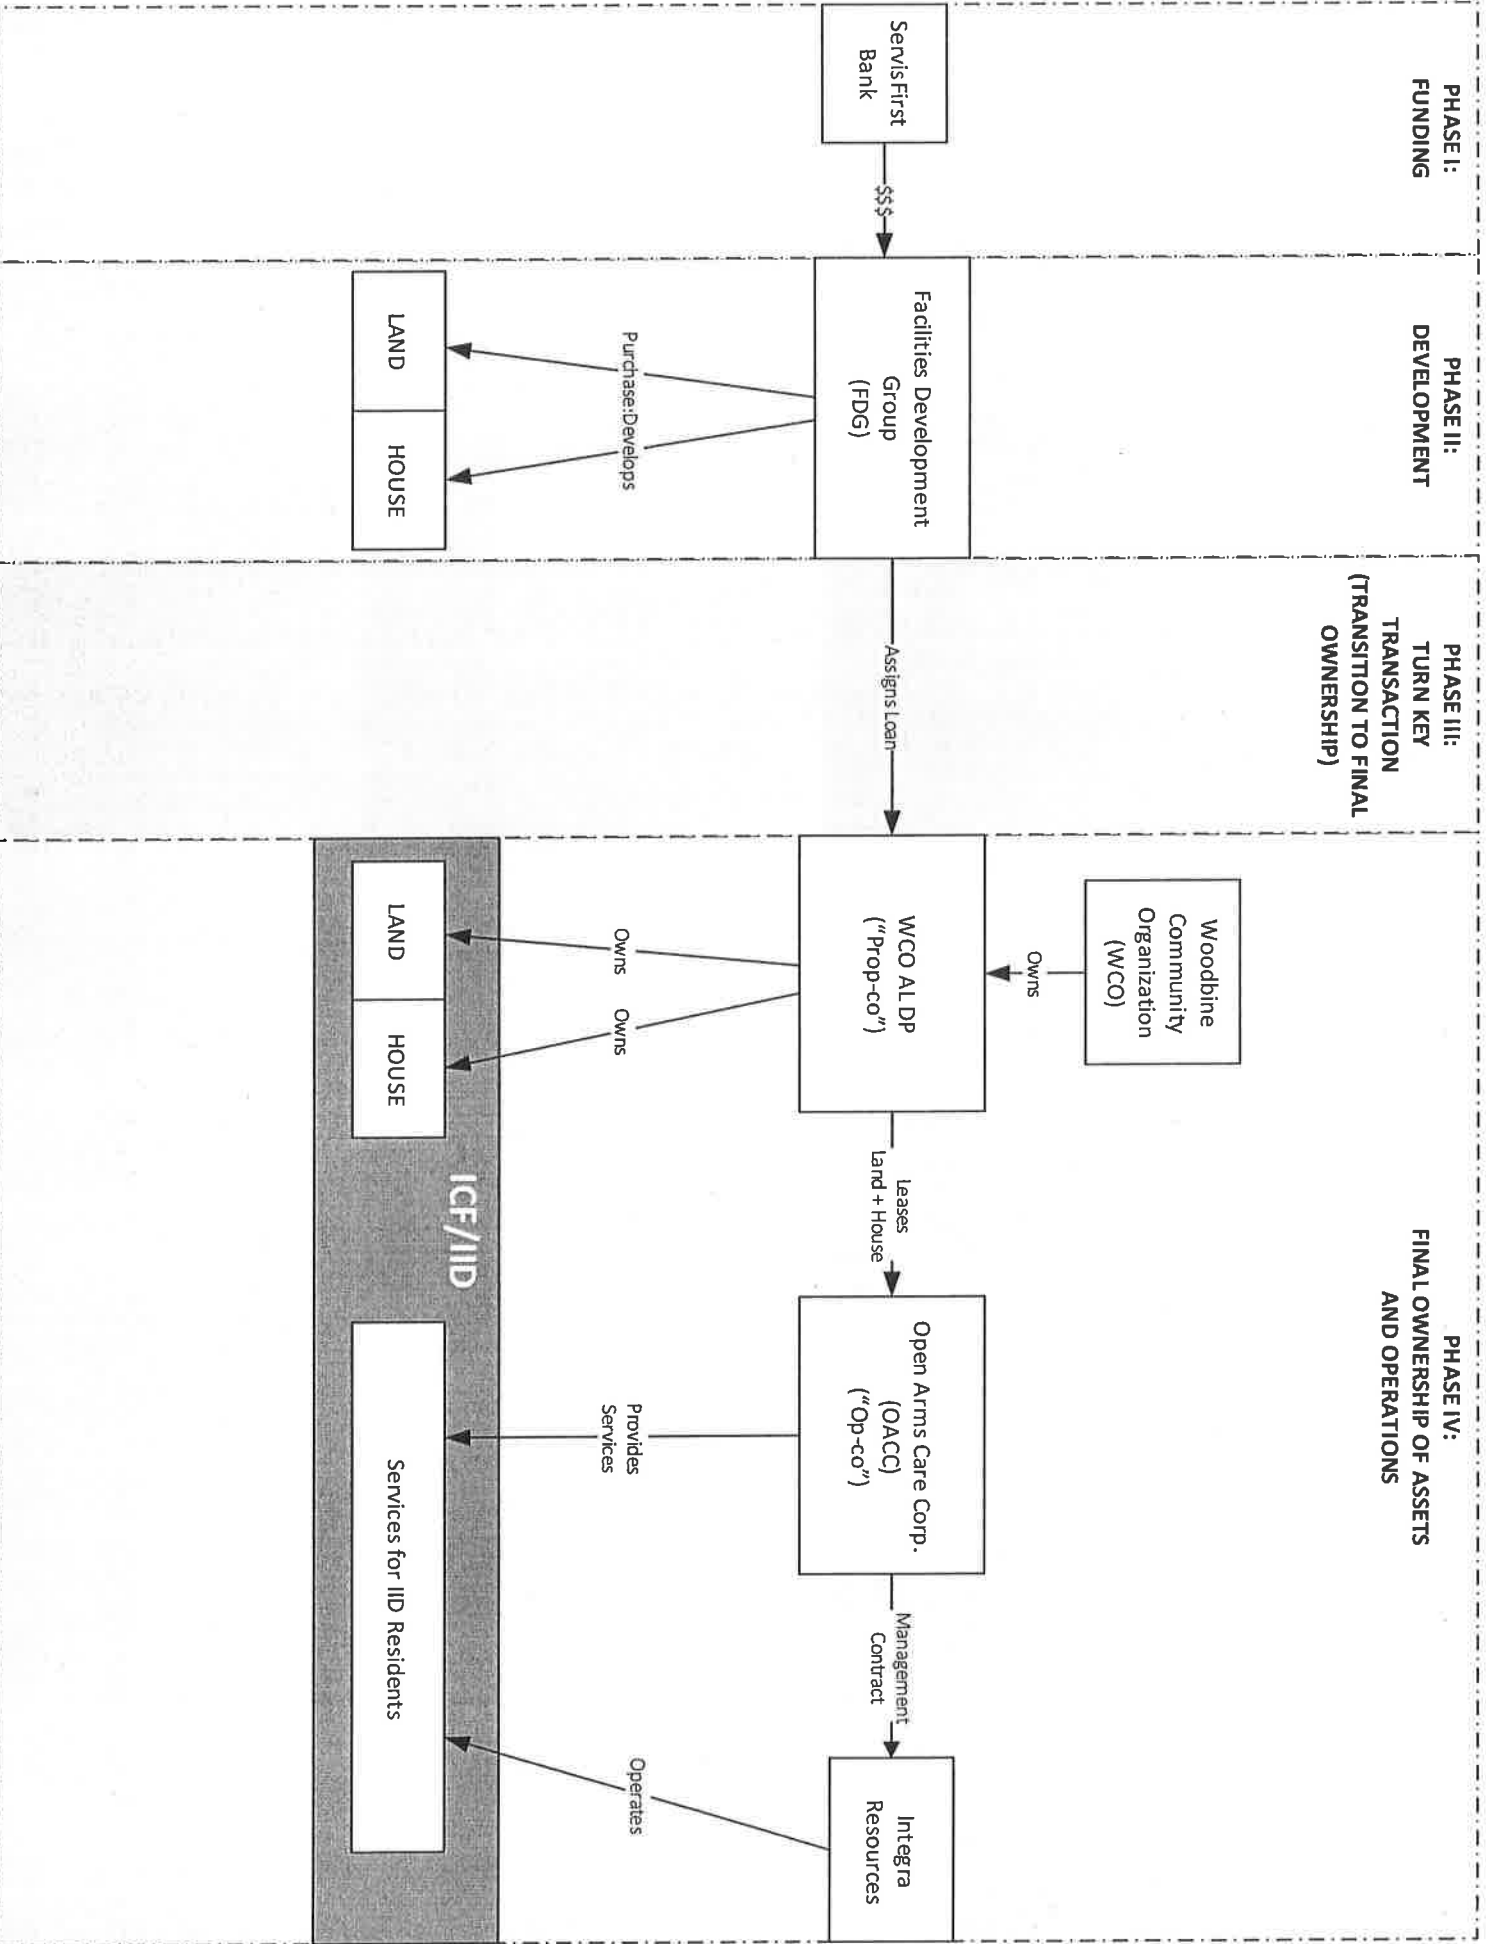 PHASE I:
FUNDING
PHASE II:
DEVELOPMENT
PHASE III:
TURN KEY
TRANSACTION
(TRANSITION TO FINAL
OWNERSHIP)
PHASE IV:
FINAL OWNERSHIP OF ASSETS
AND OPERATIONS
ServisFirst
Bank
$$$
Facilities Development
Group
(FDG)
Purchase:Develops
LAND
HOUSE
Assigns Loan
Woodbine
Community
Organization
(WCO)
Owns
WCO AL DP
("Prop-co")
Owns
Owns
LAND
HOUSE
Leases
Land + House
Open Arms Care Corp.
(OACC)
("Op-co")
Provides
Services
Management
Contract
Integra
Resources
Operates
ICF/IID
Services for IID Residents